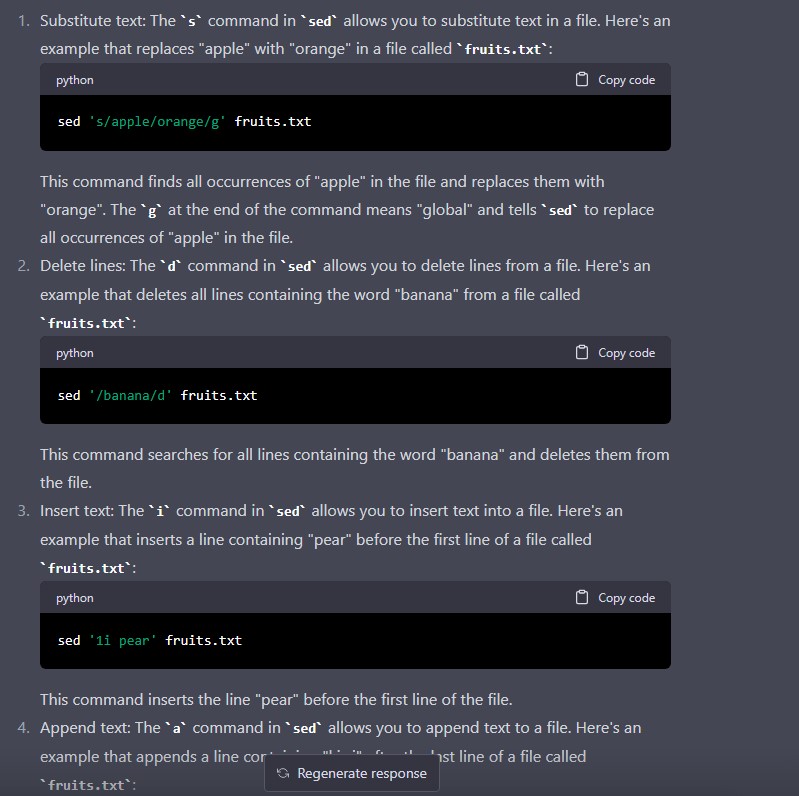 1. Substitute text: The `s` command in `sed` allows you to substitute text in a file. Here's an
example that replaces "apple" with "orange" in a file called `fruits.txt`:
python Copy code
sed 's/apple/orange/g' fruits.txt
This command finds all occurrences of "apple" in the file and replaces them with
"orange". The `g` at the end of the command means "global" and tells `sed` to replace
all occurrences of "apple" in the file.
2. Delete lines: The `d` command in `sed` allows you to delete lines from a file. Here's an
example that deletes all lines containing the word "banana" from a file called
`fruits.txt`:
python Copy code
sed '/banana/d' fruits.txt
This command searches for all lines containing the word "banana" and deletes them from
the file.
3. Insert text: The `i` command in `sed` allows you to insert text into a file. Here's an
example that inserts a line containing "pear" before the first line of a file called
`fruits.txt`:
python Copy code
sed '1i pear' fruits.txt
This command inserts the line "pear" before the first line of the file.
4. Append text: The `a` command in `sed` allows you to append text to a file. Here's an
example that appends a line last line of a file called
Regenerate response
`fruits.txt`: